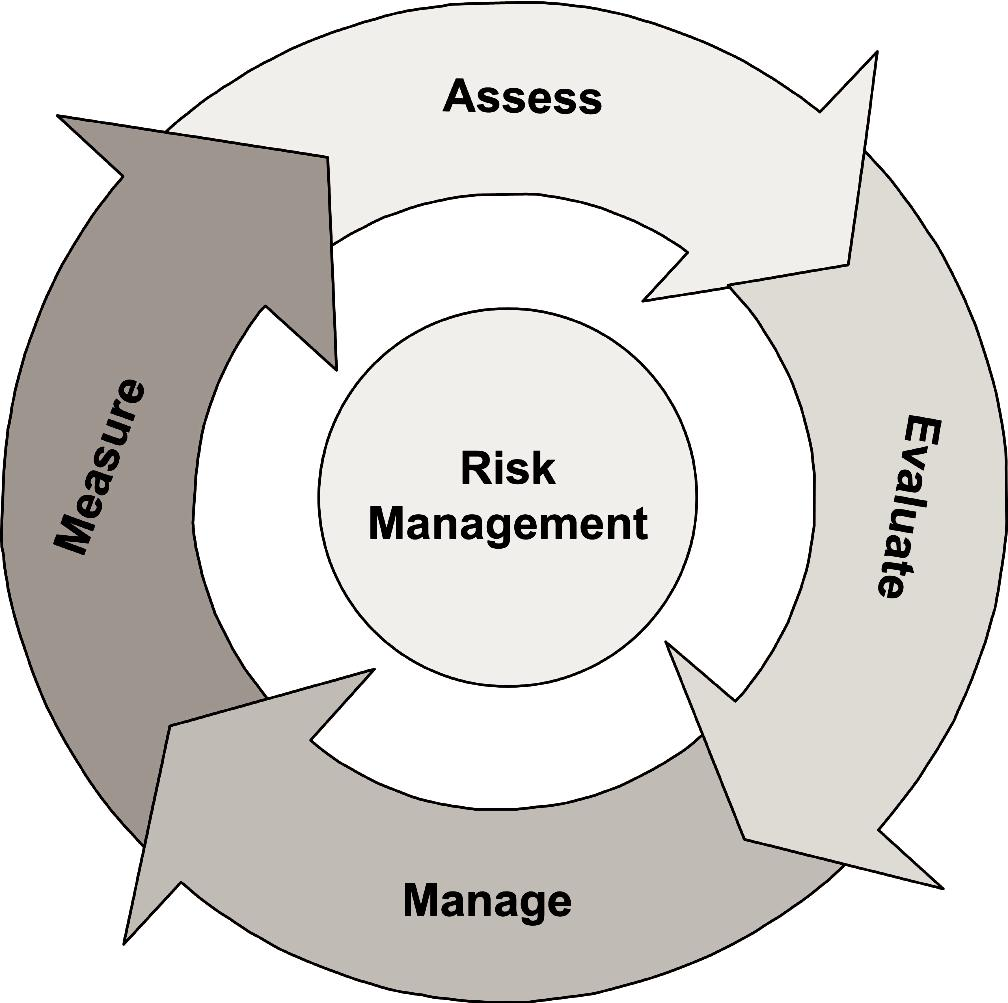 Assess
Evaluate
Manage
Measure
Risk
Management